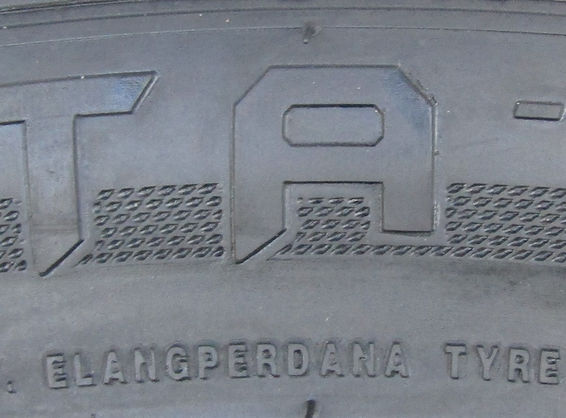 TA
. ELANGPERDANA TYRE